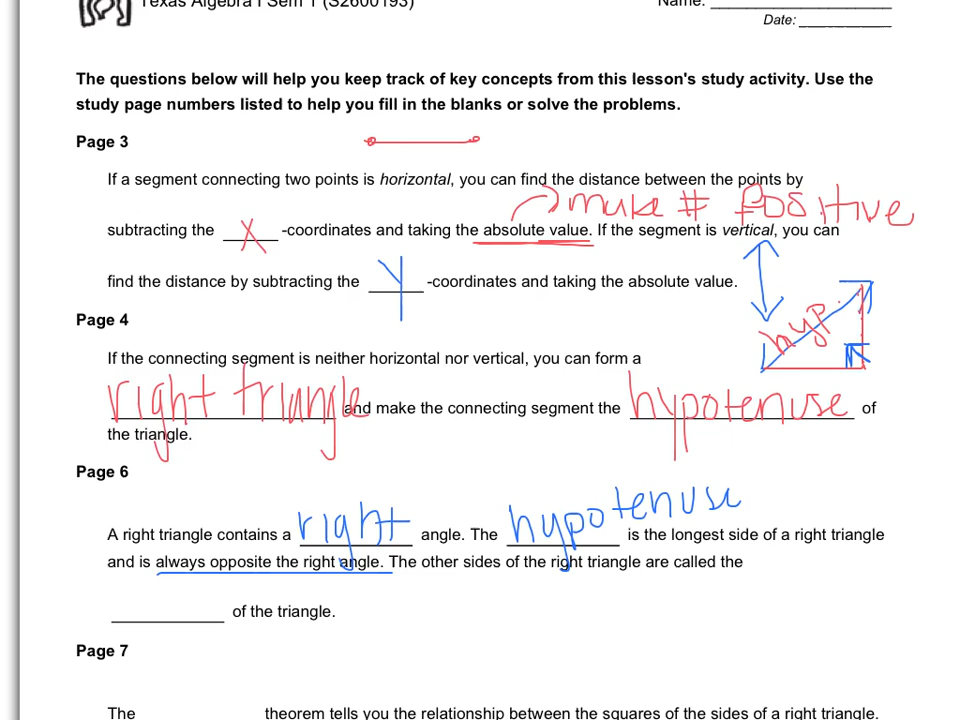 Texas Algebra I Sem 1 (S2600193)
Name: ____________________
Date: ___________
The questions below will help you keep track of key concepts from this lesson's study activity. Use the
study page numbers listed to help you fill in the blanks or solve the problems.
Page 3
If a segment connecting two points is horizontal, you can find the distance between the points by
make # positive
subtracting the x -coordinates and taking the absolute value. If the segment is vertical, you can
find the distance by subtracting the y -coordinates and taking the absolute value.
hyp.
Page 4
If the connecting segment is neither horizontal nor vertical, you can form a
right triangle and make the connecting segment the hypotenuse of
the triangle.
Page 6
A right triangle contains a right angle. The hypotenuse is the longest side of a right triangle
and is always opposite the right angle. The other sides of the right triangle are called the
_____________ of the triangle.
Page 7
The ______________ theorem tells you the relationship between the squares of the sides of a right triangle.